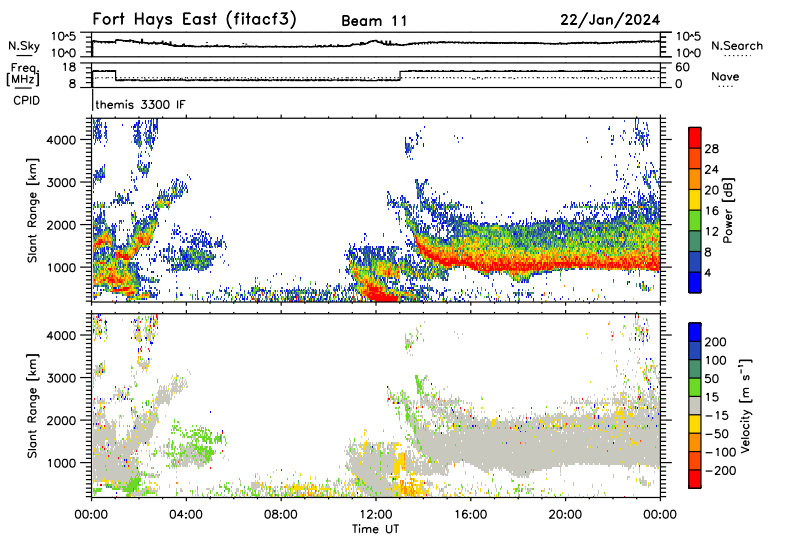 Fort Hays East (fitacf3) Beam 11 22/Jan/2024
N.Sky 10^5 10^0 10^5 10^0 N.Search
Freq. [MHz] 18 8 60 0 Nave
CPID themis 3300 lF
Slant Range [km] 4000 3000 2000 1000
Power [dB] 28 24 20 16 12 8 4
Slant Range [km] 4000 3000 2000 1000
Velocity [m s⁻¹] 200 100 50 15 −15 −50 −100 −200
00:00 04:00 08:00 12:00 16:00 20:00 00:00
Time UT